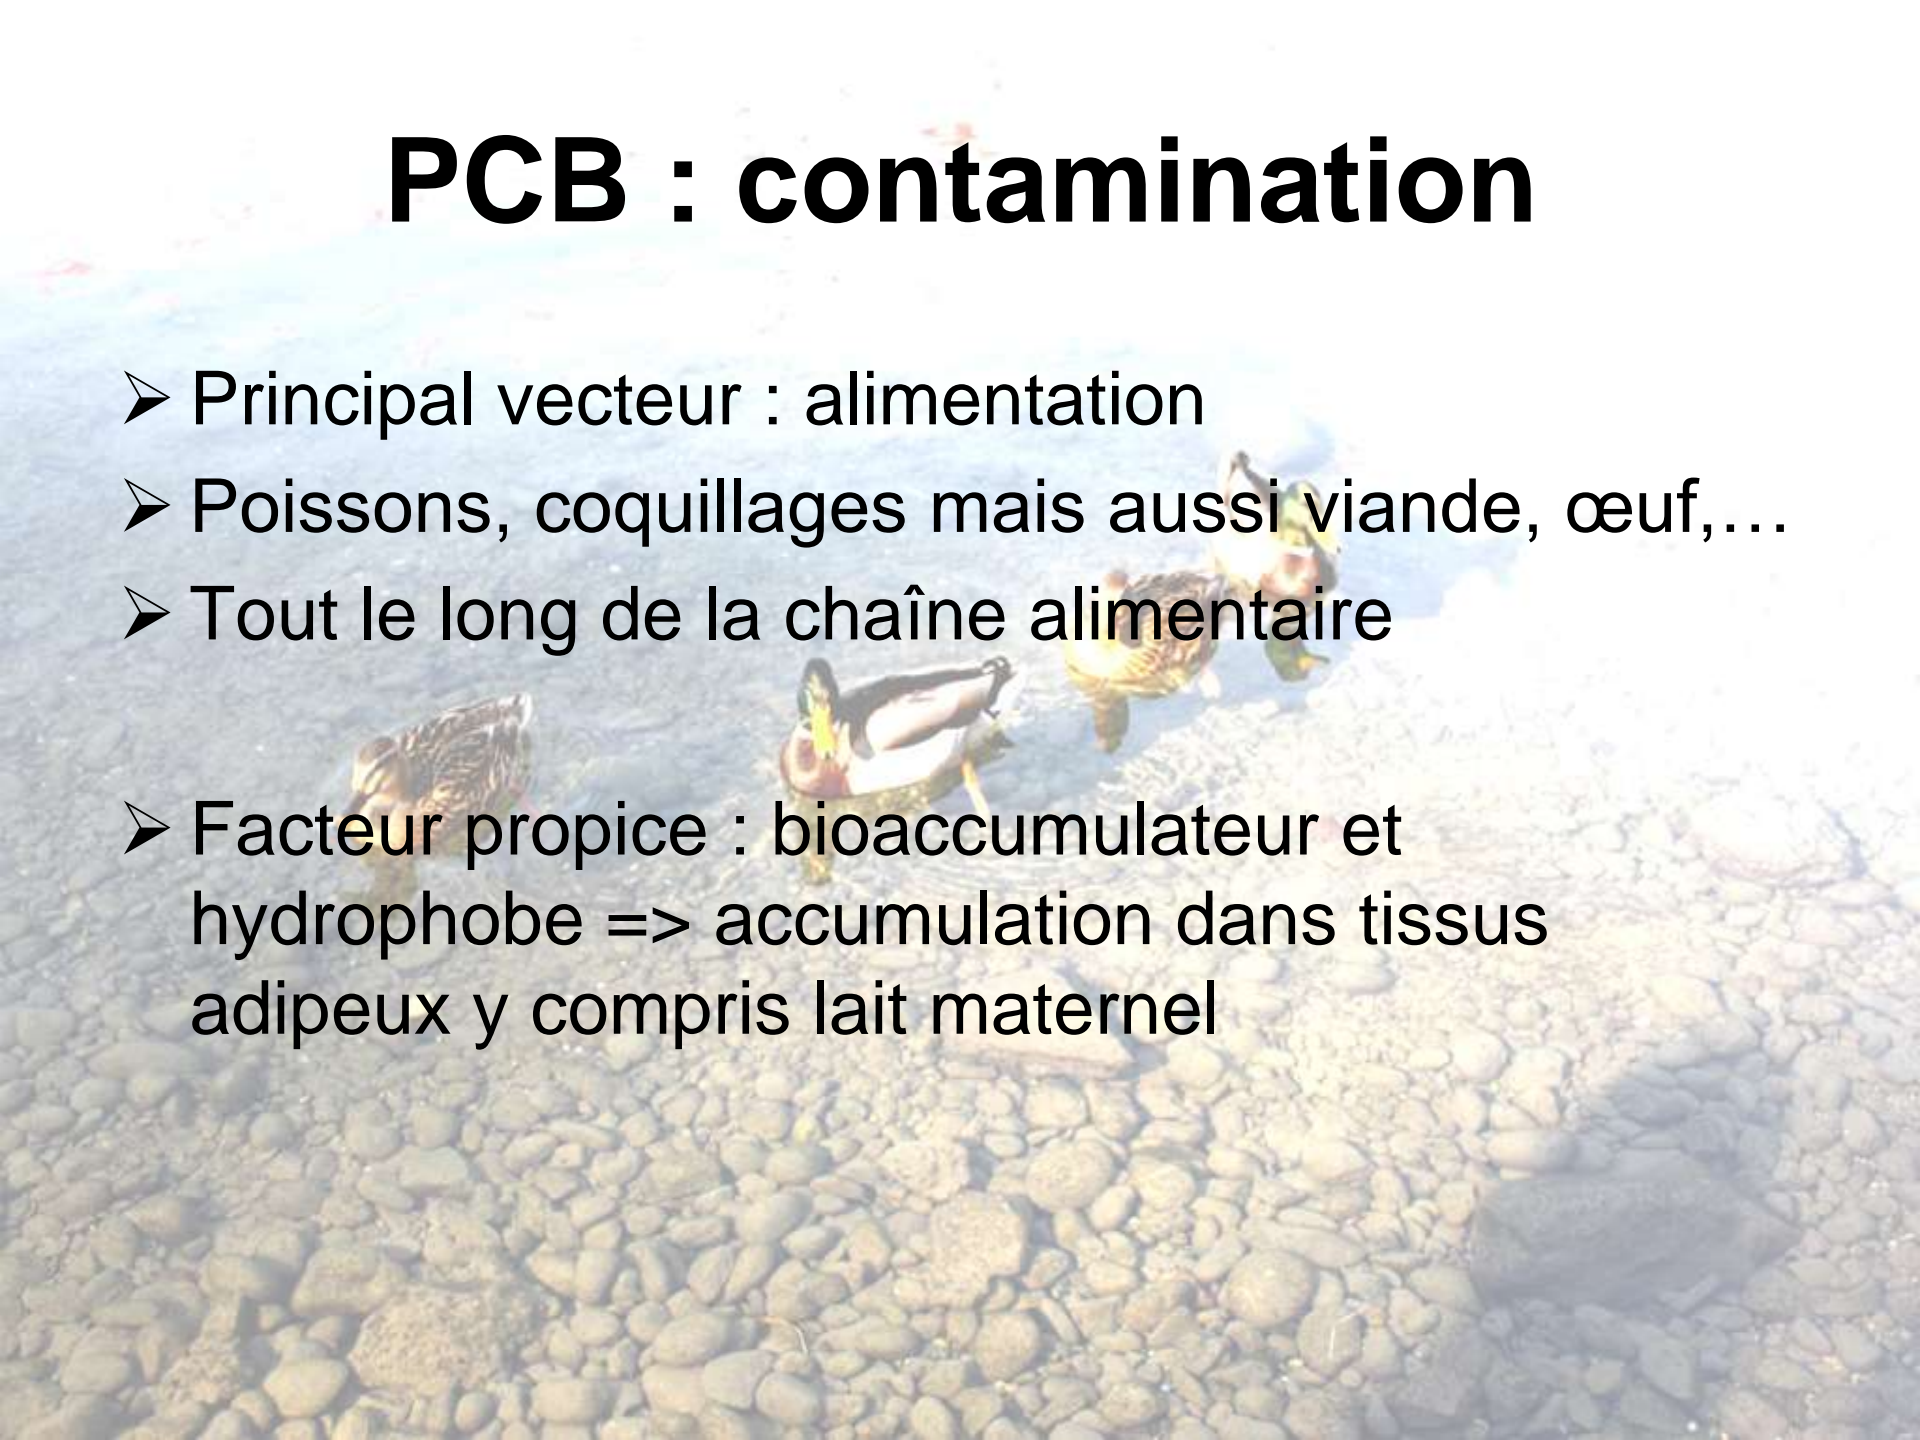 PCB : contamination
➢ Principal vecteur : alimentation
➢ Poissons, coquillages mais aussi viande, œuf,…
➢ Tout le long de la chaîne alimentaire
➢ Facteur propice : bioaccumulateur et
hydrophobe => accumulation dans tissus
adipeux y compris lait maternel